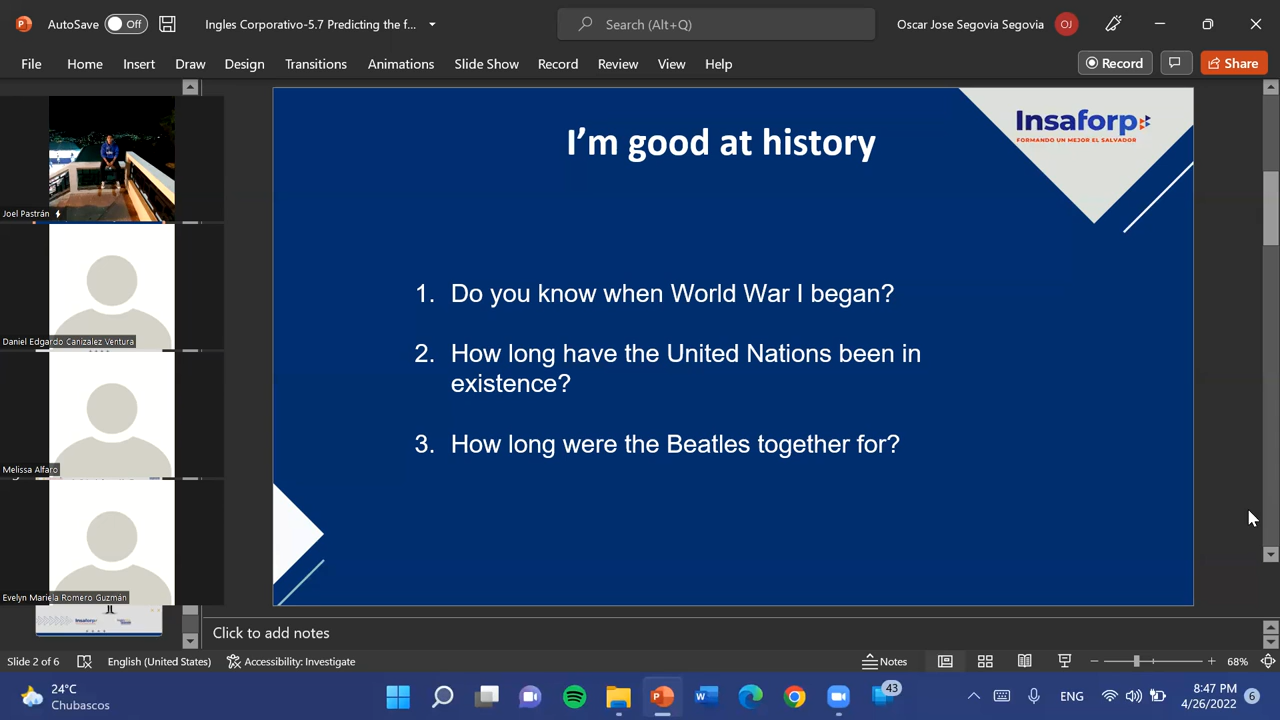 AutoSave Off
Ingles Corporativo-5.7 Predicting the f...
Search (Alt+Q)
Oscar Jose Segovia Segovia OJ
File Home Insert Draw Design Transitions Animations Slide Show Record Review View Help
Record Share
Joel Pastrán
Daniel Edgardo Canizalez Ventura
Melissa Alfaro
Evelyn Mariela Romero Guzmán
I'm good at history
Insaforp
FORMANDO UN MEJOR EL SALVADOR
1. Do you know when World War I began?
2. How long have the United Nations been in
existence?
3. How long were the Beatles together for?
Click to add notes
Slide 2 of 6 English (United States) Accessibility: Investigate Notes 68%
24°C
Chubascos
43
ENG
8:47 PM
4/26/2022
6